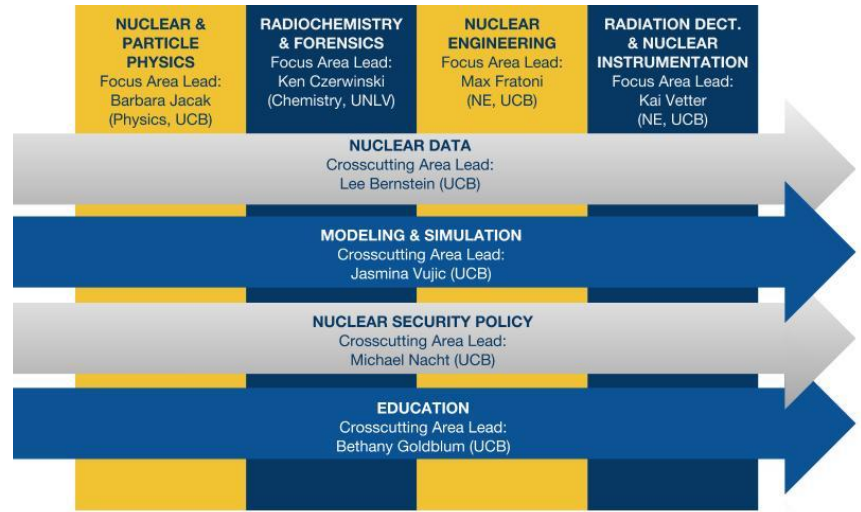 NUCLEAR &
PARTICLE
PHYSICS
Focus Area Lead:
Barbara Jacak
(Physics, UCB)
RADIOCHEMISTRY
& FORENSICS
Focus Area Lead:
Ken Czerwinski
(Chemistry, UNLV)
NUCLEAR
ENGINEERING
Focus Area Lead:
Max Fratoni
(NE, UCB)
RADIATION DECT.
& NUCLEAR
INSTRUMENTATION
Focus Area Lead:
Kai Vetter
(NE, UCB)
NUCLEAR DATA
Crosscutting Area Lead:
Lee Bernstein (UCB)
MODELING & SIMULATION
Crosscutting Area Lead:
Jasmina Vujic (UCB)
NUCLEAR SECURITY POLICY
Crosscutting Area Lead:
Michael Nacht (UCB)
EDUCATION
Crosscutting Area Lead:
Bethany Goldblum (UCB)